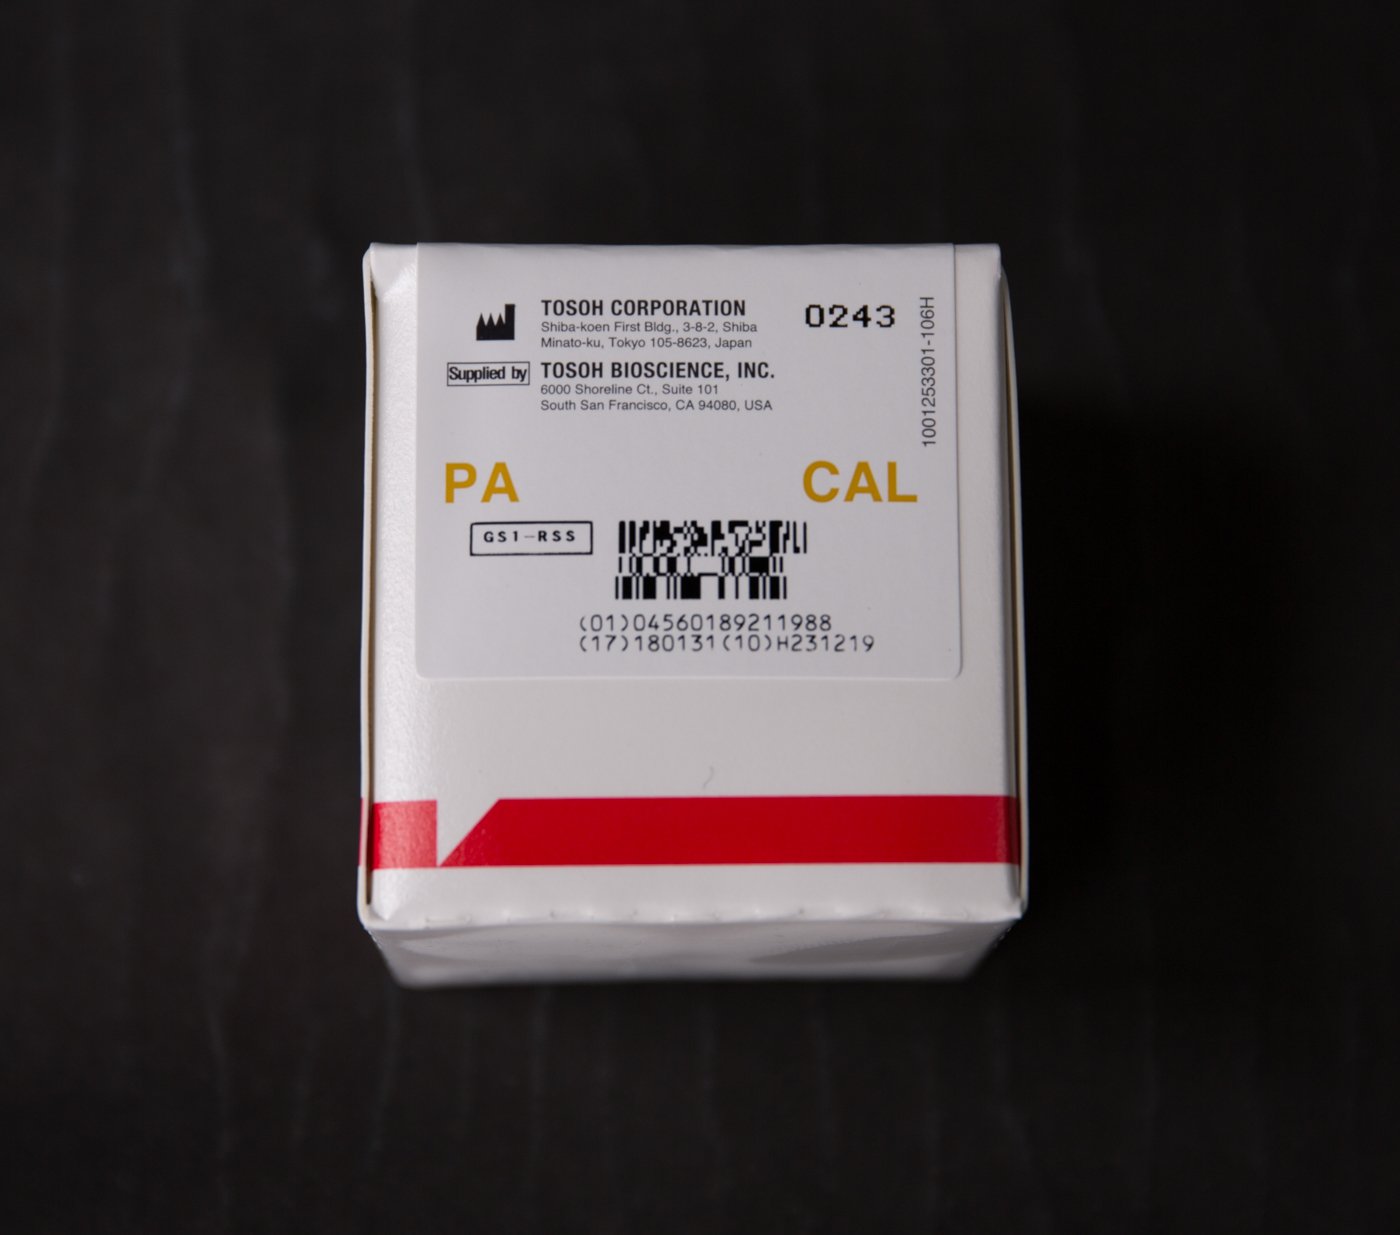 TOSOH CORPORATION
Shiba-koen First Bldg., 3-8-2, Shiba
Minato-ku, Tokyo 105-8623, Japan
0243
1001253301-106H
Supplied by
TOSOH BIOSCIENCE, INC.
6000 Shoreline Ct., Suite 101
South San Francisco, CA 94080, USA
PA
CAL
GS1-RSS
(01)04560189211988
(17)180131(10)H231219